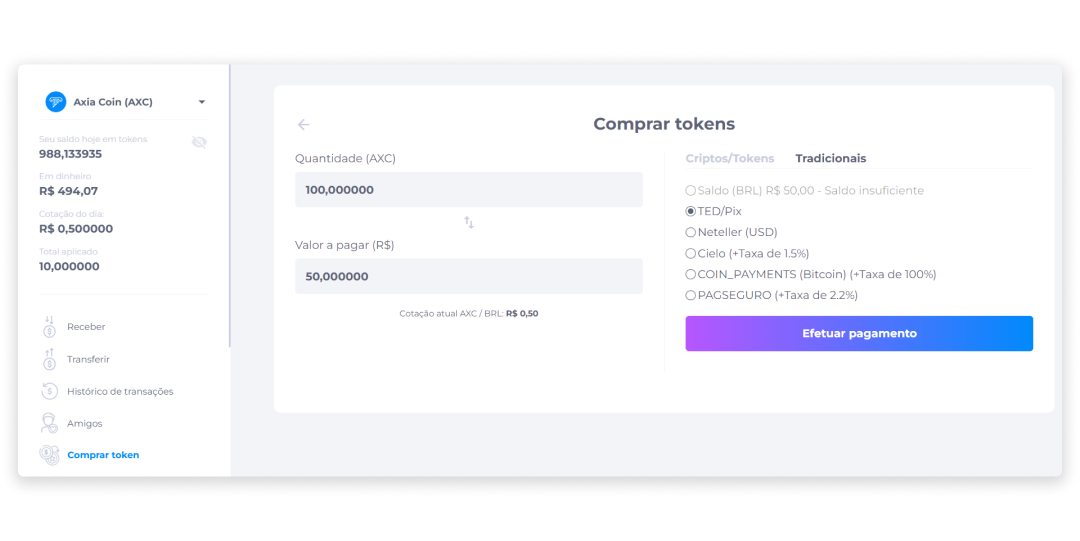 Axia Coin (AXC)
Seu saldo hoje em tokens
988,133935
Em dinheiro
R$ 494,07
Cotação do dia:
R$ 0,500000
Total aplicado
10,000000
Receber
Transferir
Histórico de transações
Amigos
Comprar token
Comprar tokens
Quantidade (AXC)
100,000000
Valor a pagar (R$)
50,000000
Cotação atual AXC / BRL: R$ 0,50
Criptos/Tokens Tradicionais
Saldo (BRL) R$ 50,00 - Saldo insuficiente
TED/Pix
Neteller (USD)
Cielo (+Taxa de 1.5%)
COIN_PAYMENTS (Bitcoin) (+Taxa de 100%)
PAGSEGURO (+Taxa de 2.2%)
Efetuar pagamento